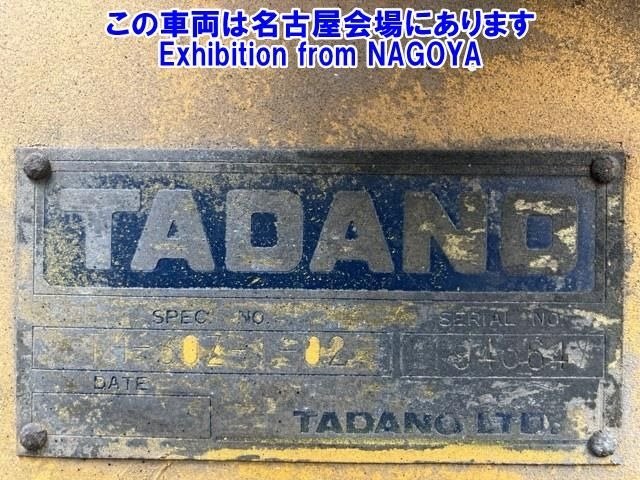 この車両は名古屋会場にあります
Exhibition from NAGOYA
TADANO
SPEC NO.
SERIAL NO.
DATE
TADANO LTD.